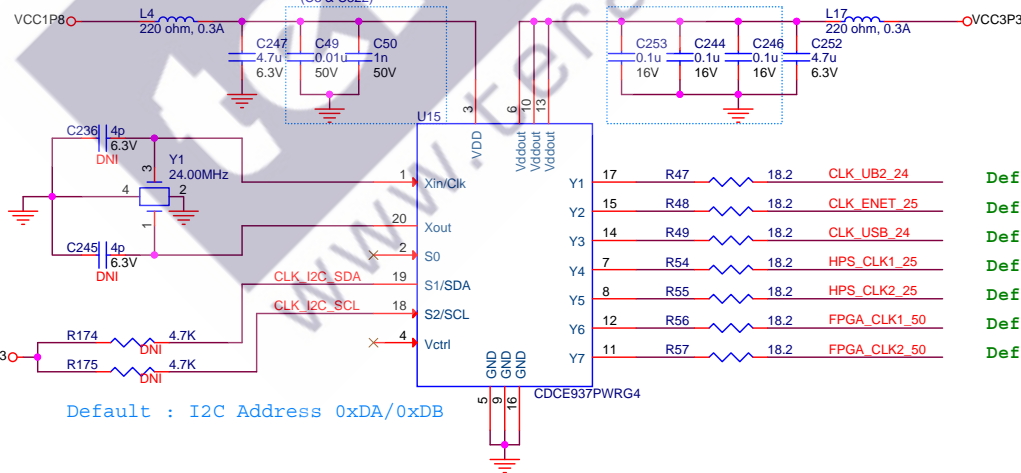 VCC1P8
L4
220 ohm, 0.3A
C247
4.7u
6.3V
C49
0.01u
50V
C50
1n
50V
C253
0.1u
16V
C244
0.1u
16V
C246
0.1u
16V
C252
4.7u
6.3V
L17
220 ohm, 0.3A
VCC3P3
U15
3
VDD
6
10
13
Vddout
Vddout
Vddout
C236
4p
6.3V
DNI
Y1
24.00MHz
3
4
2
1
C245
4p
6.3V
DNI
1
Xin/Clk
20
Xout
2
S0
CLK_I2C_SDA
19
S1/SDA
CLK_I2C_SCL
18
S2/SCL
4
Vctrl
R174
4.7K
DNI
R175
4.7K
DNI
3
Y1
17
R47
18.2
CLK_UB2_24
Def
Y2
15
R48
18.2
CLK_ENET_25
Def
Y3
14
R49
18.2
CLK_USB_24
Def
Y4
7
R54
18.2
HPS_CLK1_25
Def
Y5
8
R55
18.2
HPS_CLK2_25
Def
Y6
12
R56
18.2
FPGA_CLK1_50
Def
Y7
11
R57
18.2
FPGA_CLK2_50
Def
GND
GND
GND
5
9
16
CDCE937PWRG4
Default : I2C Address 0xDA/0xDB
www.tera